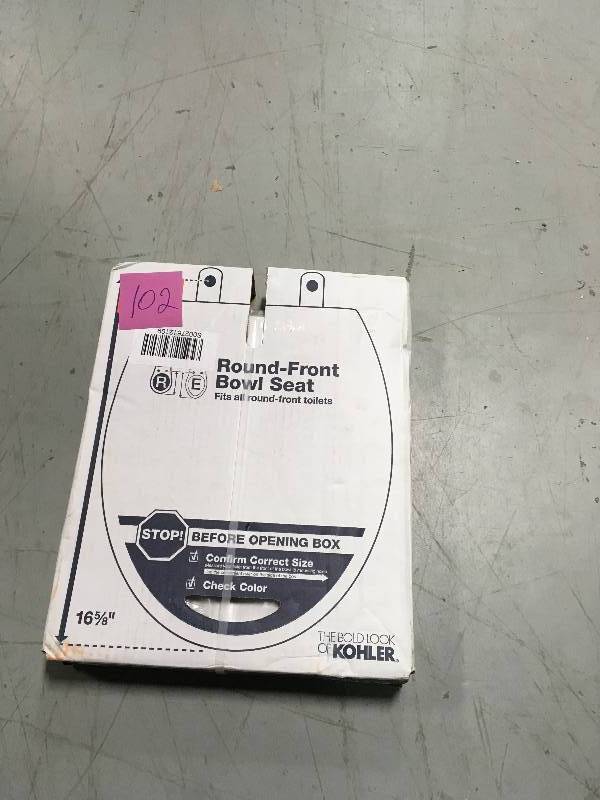 102
R
E
Round-Front
Bowl Seat
Fits all round-front toilets
STOP!
BEFORE OPENING BOX
Confirm Correct Size
Check Color
16⅝"
THE BOLD LOOK
OF KOHLER®